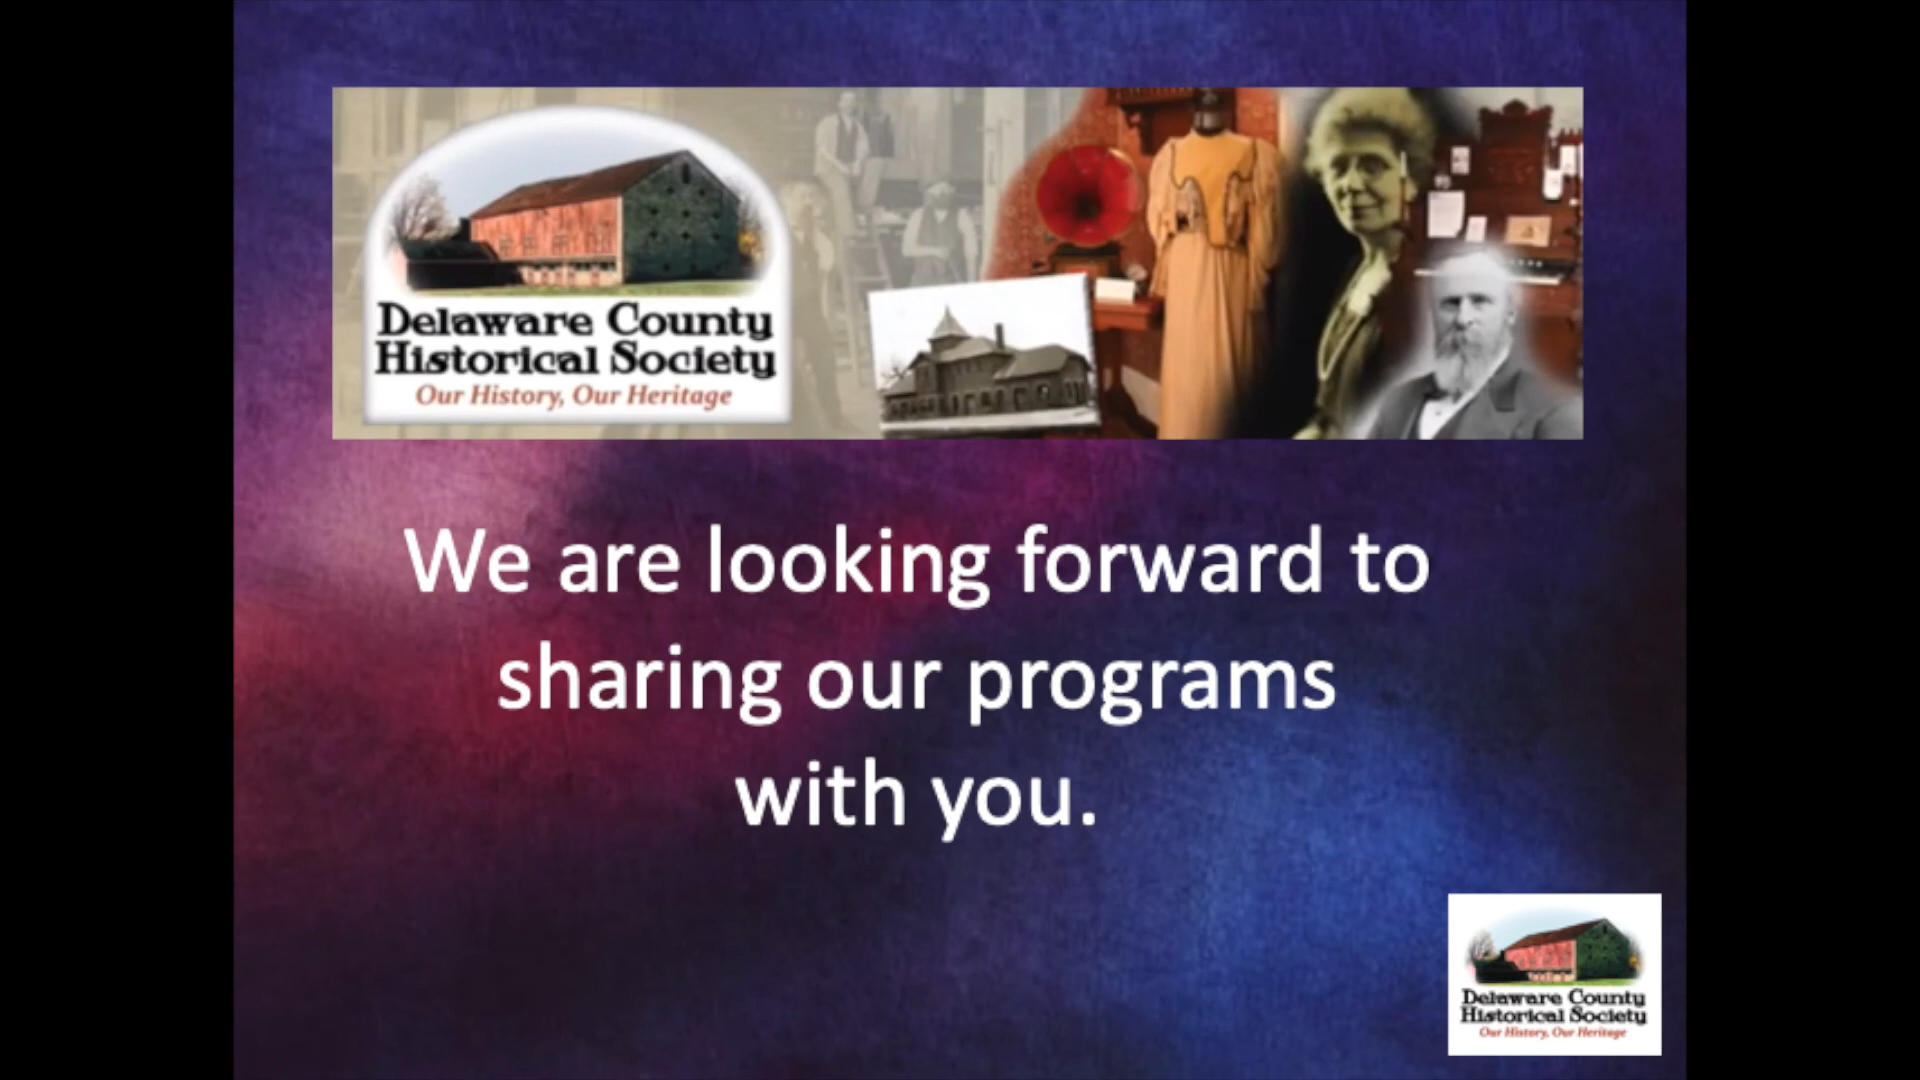 Delaware County
Historical Society
Our History, Our Heritage
We are looking forward to
sharing our programs
with you.
Delaware County
Historical Society
Our History, Our Heritage